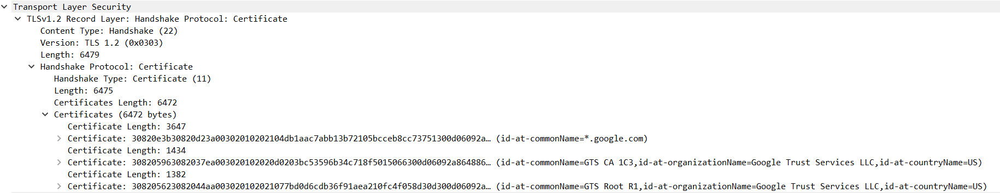 Transport Layer Security
TLSv1.2 Record Layer: Handshake Protocol: Certificate
Content Type: Handshake (22)
Version: TLS 1.2 (0x0303)
Length: 6479
Handshake Protocol: Certificate
Handshake Type: Certificate (11)
Length: 6475
Certificates Length: 6472
Certificates (6472 bytes)
Certificate Length: 3647
Certificate: 30820e3b30820d23a00302010202104db1aac7abb13b72105bcceb8cc73751300d06092a… (id-at-commonName=*.google.com)
Certificate Length: 1434
Certificate: 308205963082037ea003020102020d0203bc53596b34c718f5015066300d06092a864886… (id-at-commonName=GTS CA 1C3,id-at-organizationName=Google Trust Services LLC,id-at-countryName=US)
Certificate Length: 1382
Certificate: 308205623082044aa003020102021077bd0d6cdb36f91aea210fc4f058d30d300d06092a… (id-at-commonName=GTS Root R1,id-at-organizationName=Google Trust Services LLC,id-at-countryName=US)